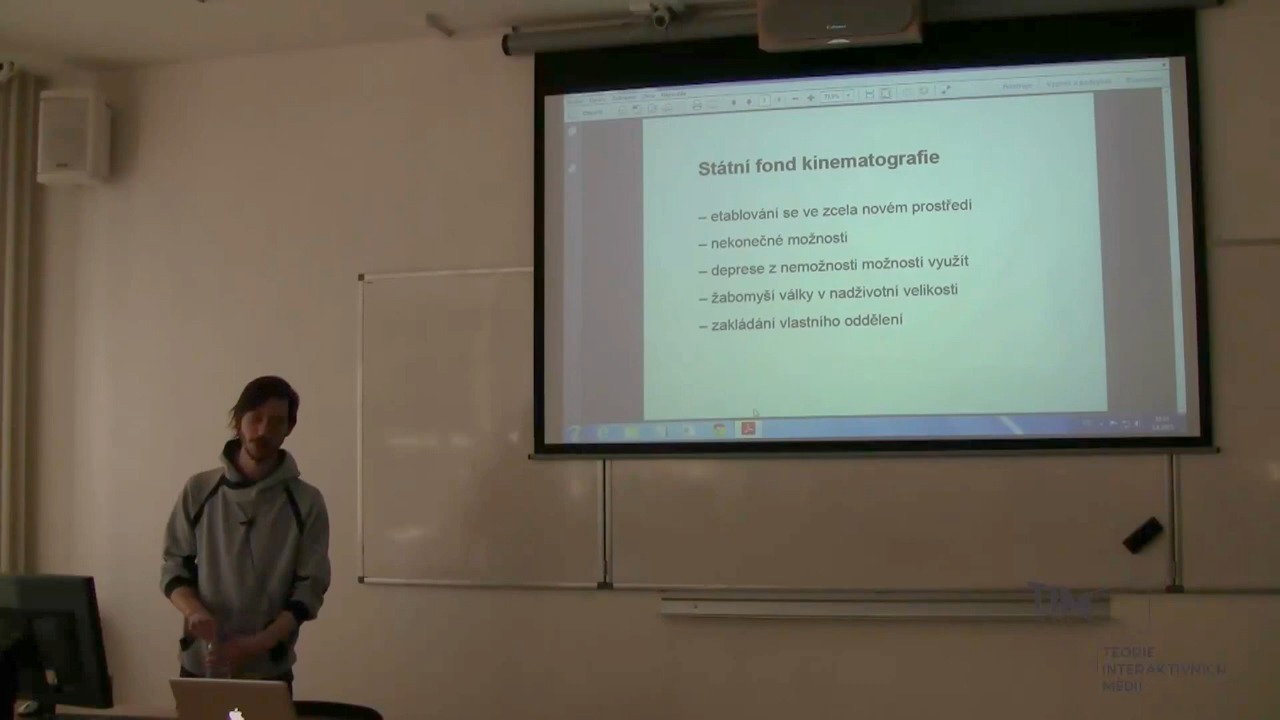 Státní fond kinematografie
– etablování se ve zcela novém prostředí
– nekonečné možnosti
– deprese z nemožnosti možnosti využít
– žabomyší války v nadživotní velikosti
– zakládání vlastního oddělení
TEORIE
INTERAKTIVNÍCH
MÉDIÍ